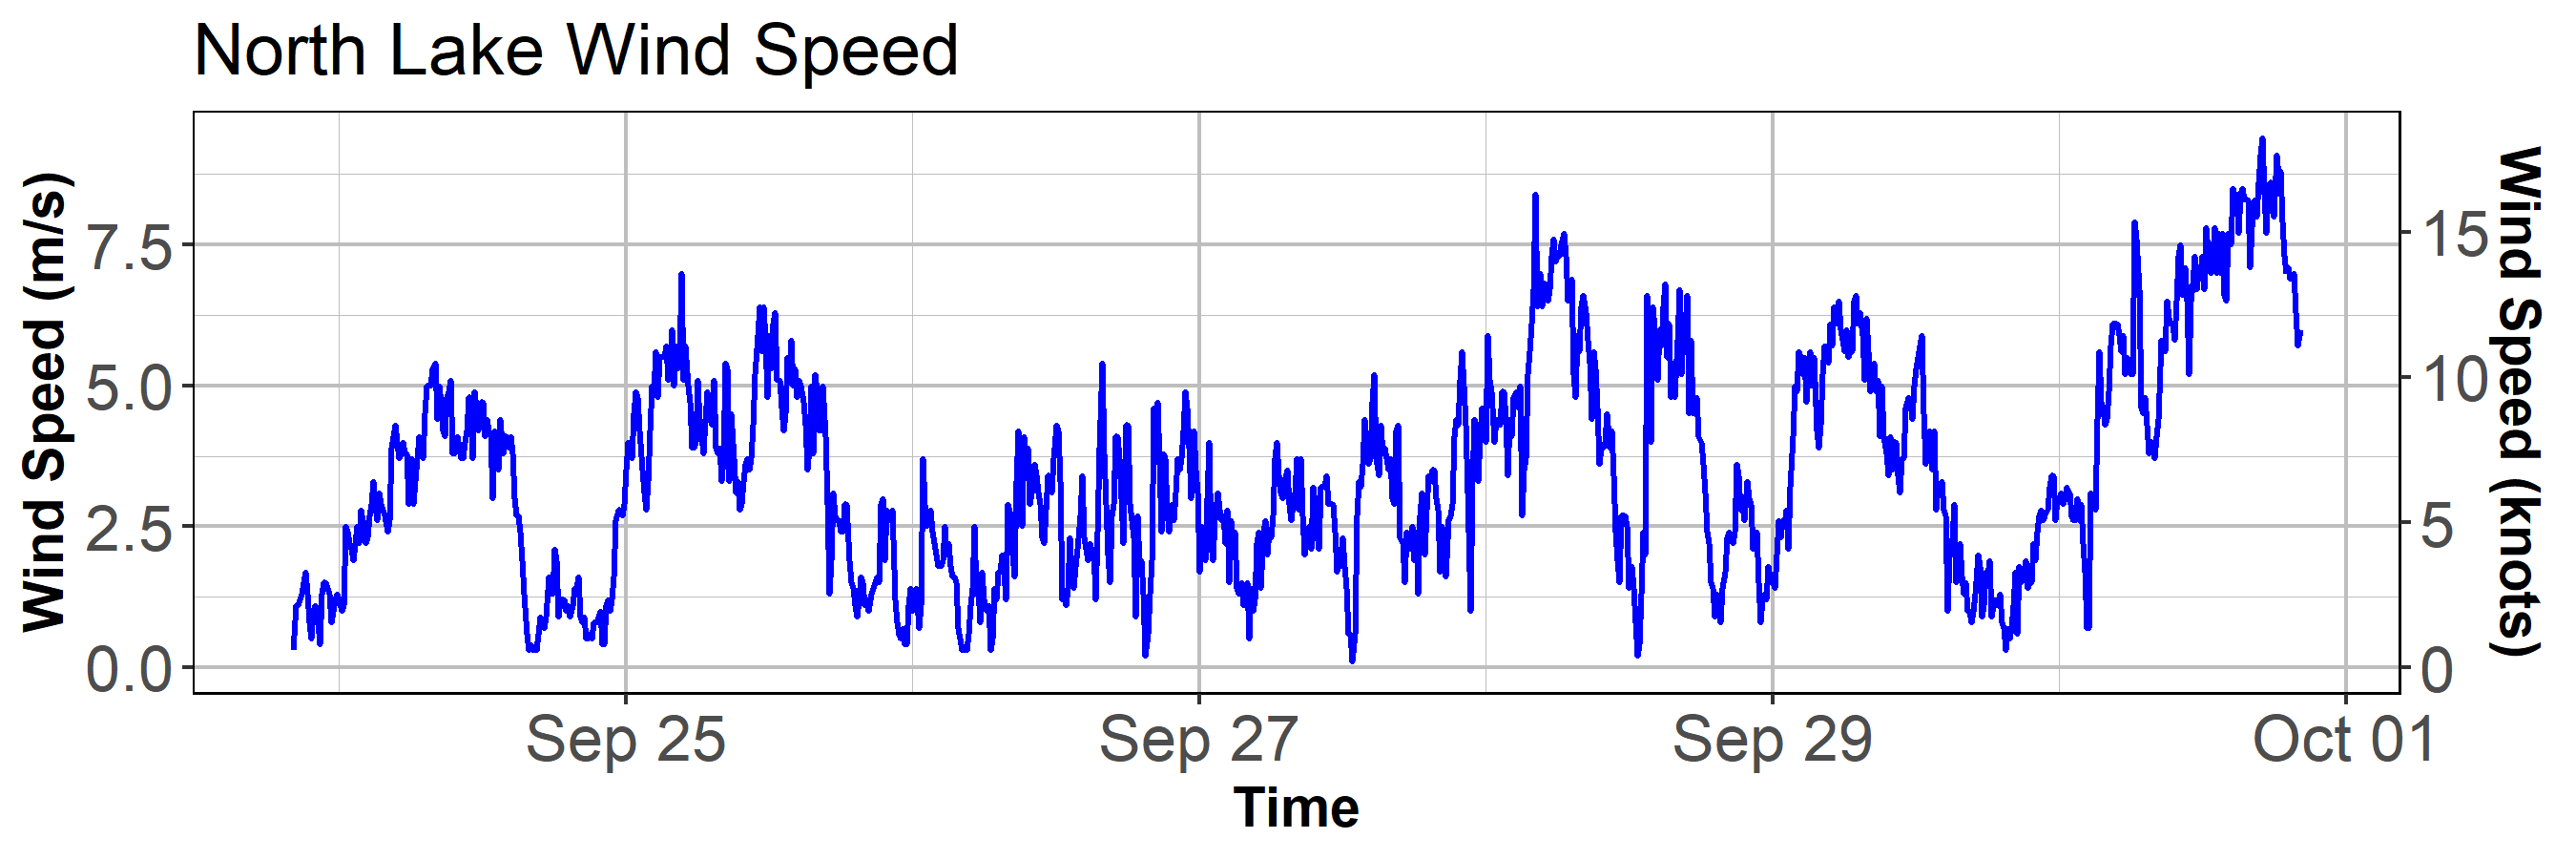 North Lake Wind Speed
Wind Speed (m/s)
7.5
5.0
2.5
0.0
Wind Speed (knots)
15
10
5
0
Sep 25 Sep 27 Sep 29 Oct 01
Time